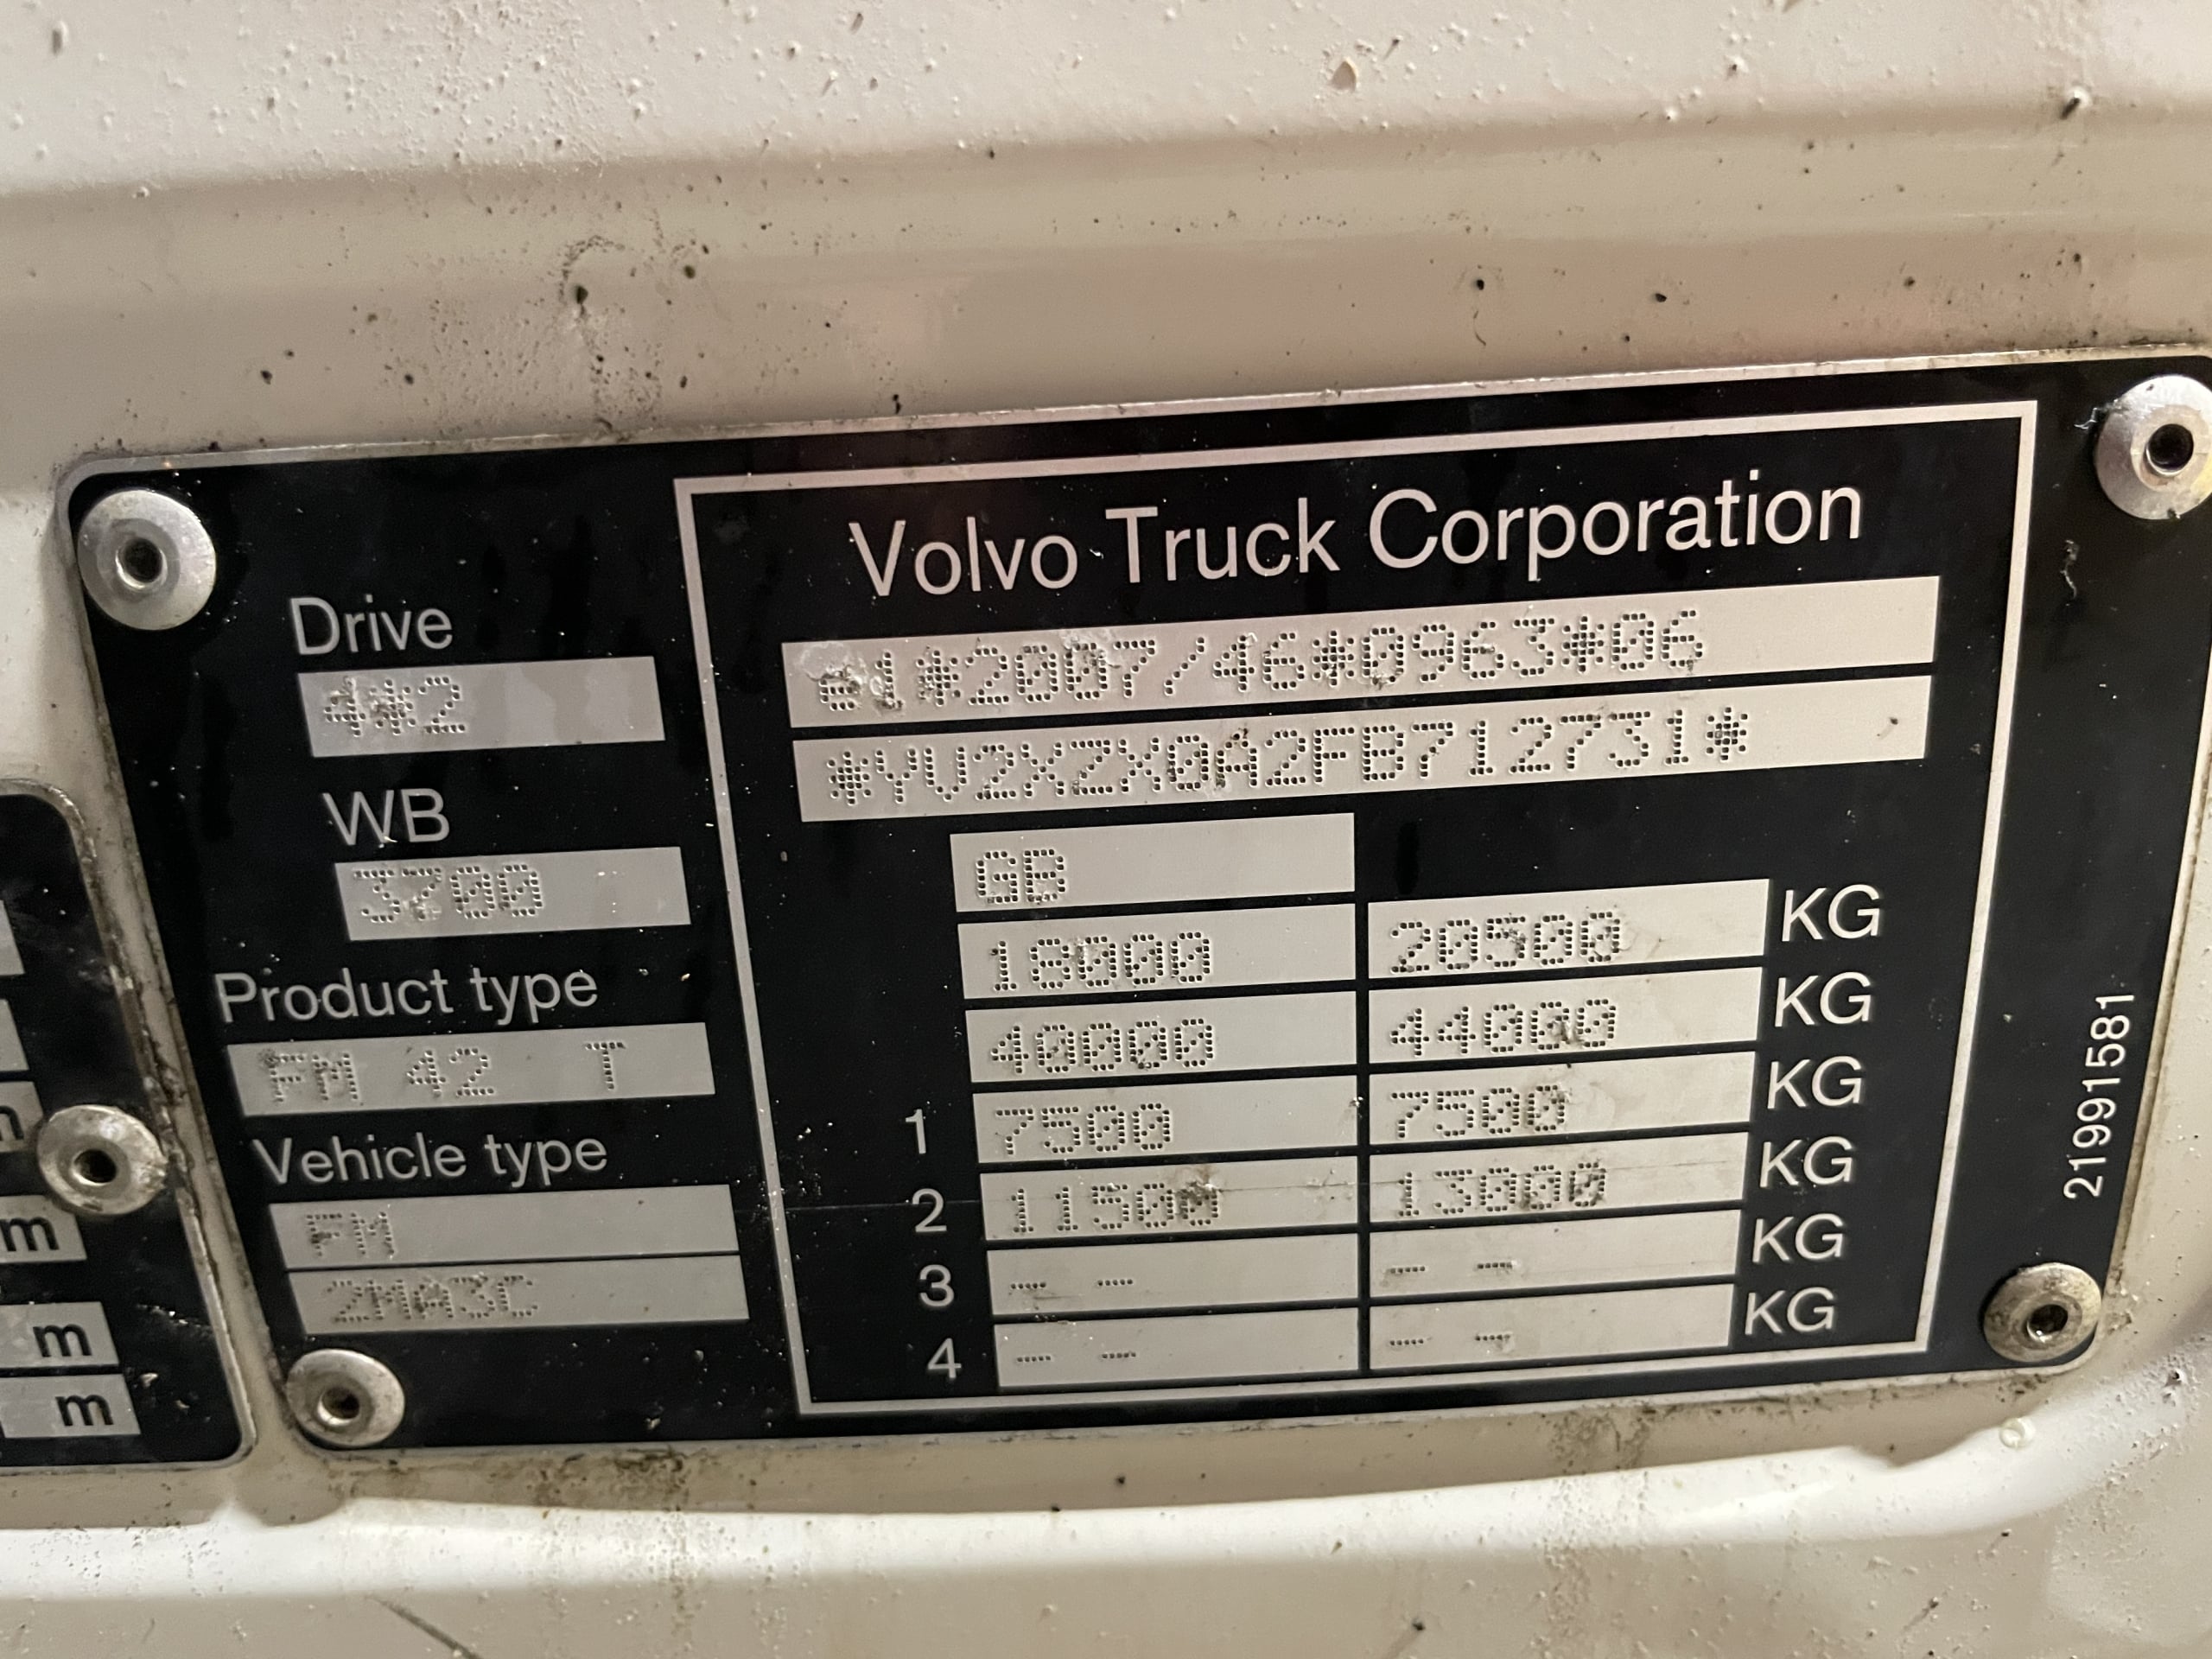 Volvo Truck Corporation
e1*2007/46*0963*06
*YV2XZX0A2FB712731*
Drive
4*2
WB
3700
Product type
FM 42 T
Vehicle type
FM
2MA3C
GB
18000 20500 KG
40000 44000 KG
1 7500 7500 KG
2 11500 13000 KG
3 - - - - KG
4 - - - - KG
21991581
m
m
m